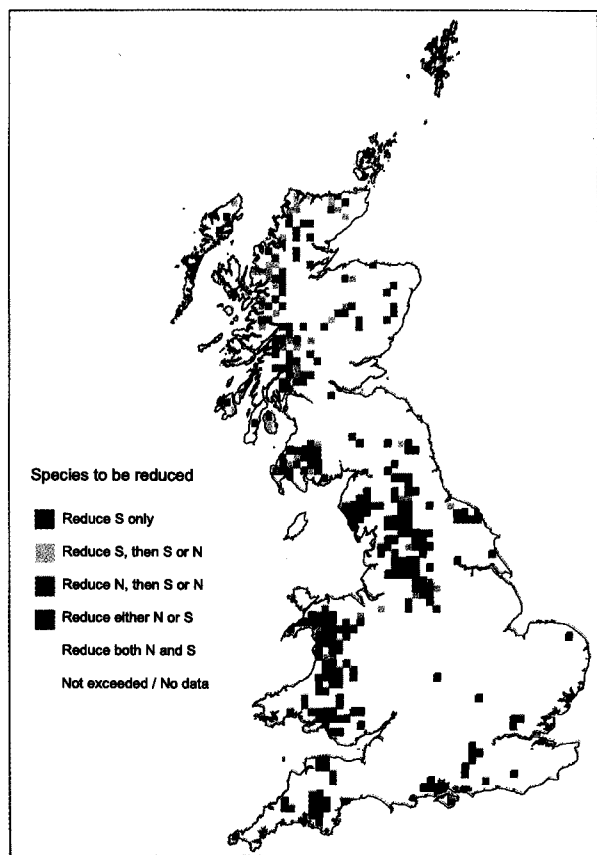 Species to be reduced
Reduce S only
Reduce S, then S or N
Reduce N, then S or N
Reduce either N or S
Reduce both N and S
Not exceeded / No data